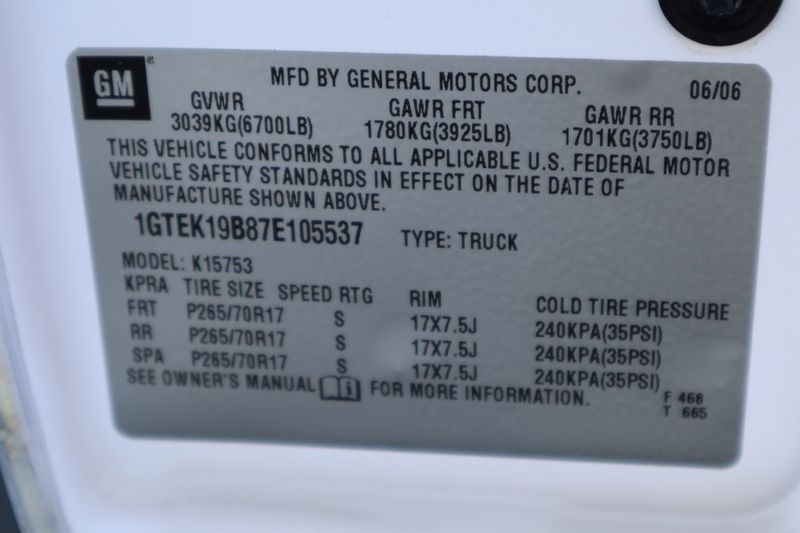 GM
MFD BY GENERAL MOTORS CORP. 06/06
GVWR GAWR FRT GAWR RR
3039KG(6700LB) 1780KG(3925LB) 1701KG(3750LB)
THIS VEHICLE CONFORMS TO ALL APPLICABLE U.S. FEDERAL MOTOR
VEHICLE SAFETY STANDARDS IN EFFECT ON THE DATE OF
MANUFACTURE SHOWN ABOVE.
1GTEK19B87E105537 TYPE: TRUCK
MODEL: K15753
KPRA TIRE SIZE SPEED RTG RIM COLD TIRE PRESSURE
FRT P265/70R17 S 17X7.5J 240KPA(35PSI)
RR P265/70R17 S 17X7.5J 240KPA(35PSI)
SPA P265/70R17 S 17X7.5J 240KPA(35PSI)
SEE OWNER'S MANUAL i FOR MORE INFORMATION.
F 468
T 665